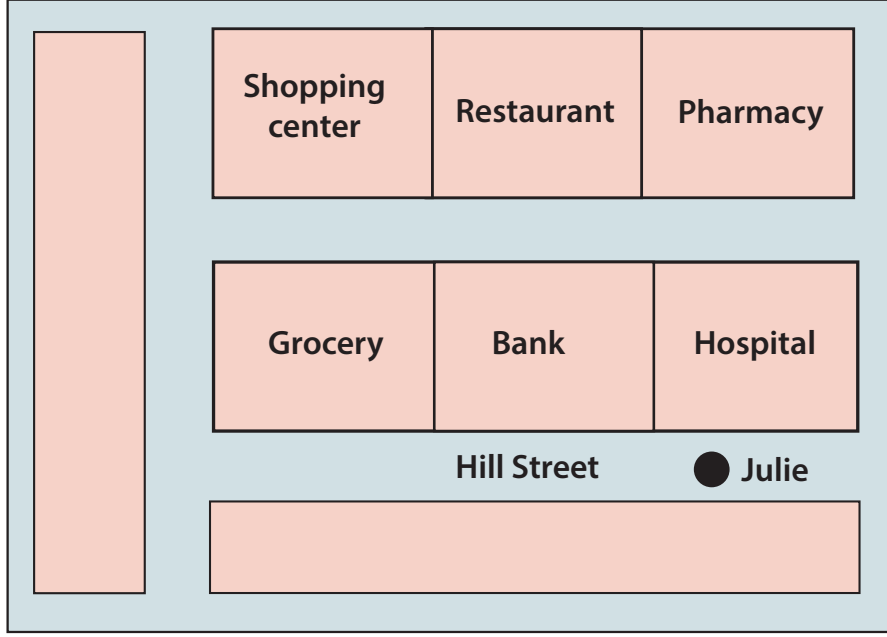 Shopping
center
Restaurant
Pharmacy
Grocery
Bank
Hospital
Hill Street
Julie